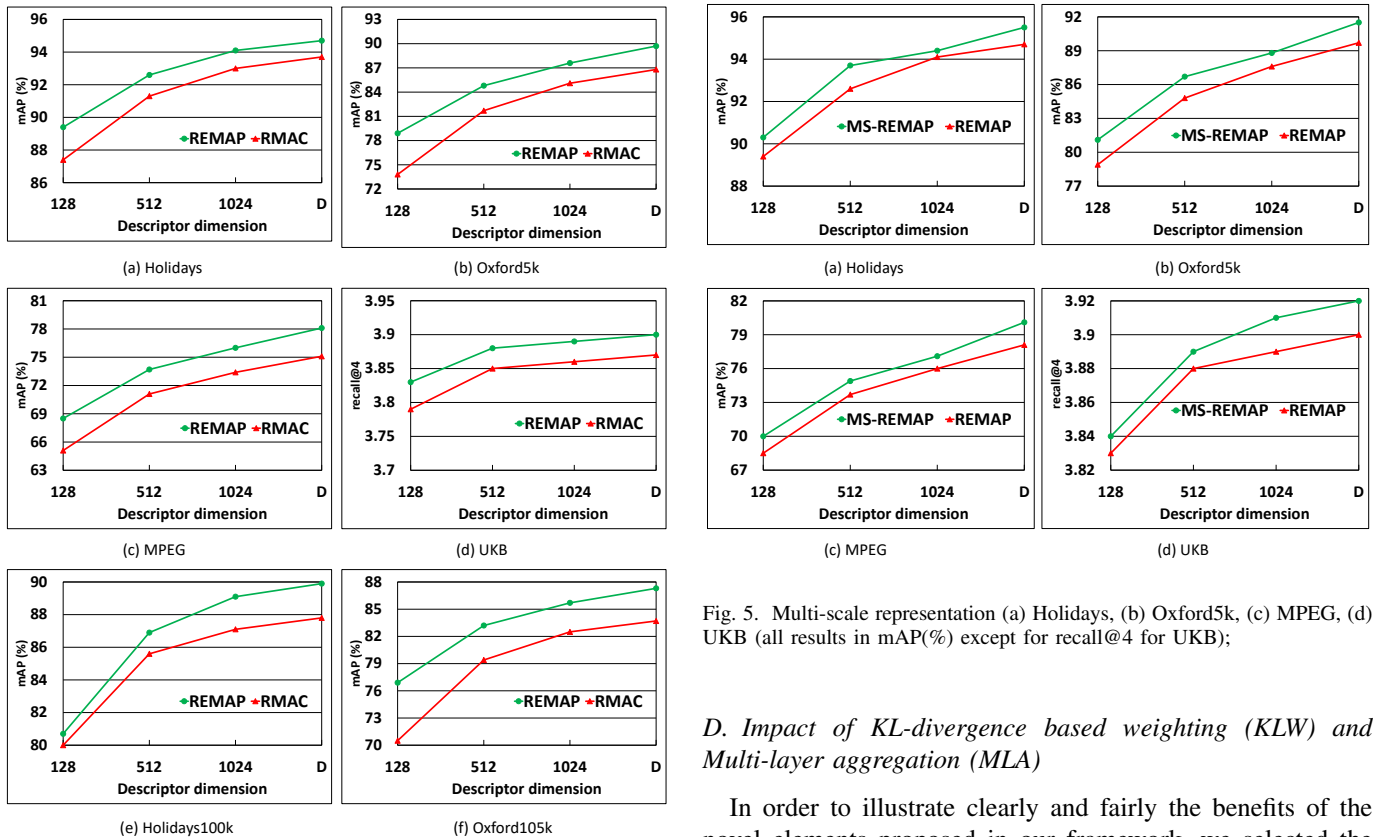 96
94
92
90
88
86
mAP (%)
REMAP RMAC
128 512 1024 D
Descriptor dimension
(a) Holidays
90
87
84
81
78
75
72
mAP (%)
REMAP RMAC
128 512 1024 D
Descriptor dimension
(b) Oxford5k
81
78
75
72
69
66
63
mAP (%)
REMAP RMAC
128 512 1024 D
Descriptor dimension
(c) MPEG
3.95
3.9
3.85
3.8
3.75
3.7
recall@4
REMAP RMAC
128 512 1024 D
Descriptor dimension
(d) UKB
90
88
86
84
82
80
mAP (%)
REMAP RMAC
128 512 1024 D
Descriptor dimension
(e) Holidays100k
88
85
82
79
76
73
70
mAP (%)
REMAP RMAC
128 512 1024 D
Descriptor dimension
(f) Oxford105k
96
94
92
90
88
mAP (%)
MS-REMAP REMAP
128 512 1024 D
Descriptor dimension
(a) Holidays
92
89
86
83
80
77
mAP (%)
MS-REMAP REMAP
128 512 1024 D
Descriptor dimension
(b) Oxford5k
82
79
76
73
70
67
mAP (%)
MS-REMAP REMAP
128 512 1024 D
Descriptor dimension
(c) MPEG
3.92
3.9
3.88
3.86
3.84
3.82
recall@4
MS-REMAP REMAP
128 512 1024 D
Descriptor dimension
(d) UKB
Fig. 5. Multi-scale representation (a) Holidays, (b) Oxford5k, (c) MPEG, (d)
UKB (all results in mAP(%) except for recall@4 for UKB);
D. Impact of KL-divergence based weighting (KLW) and
Multi-layer aggregation (MLA)
In order to illustrate clearly and fairly the benefits of the
novel elements proposed in our framework, we selected the